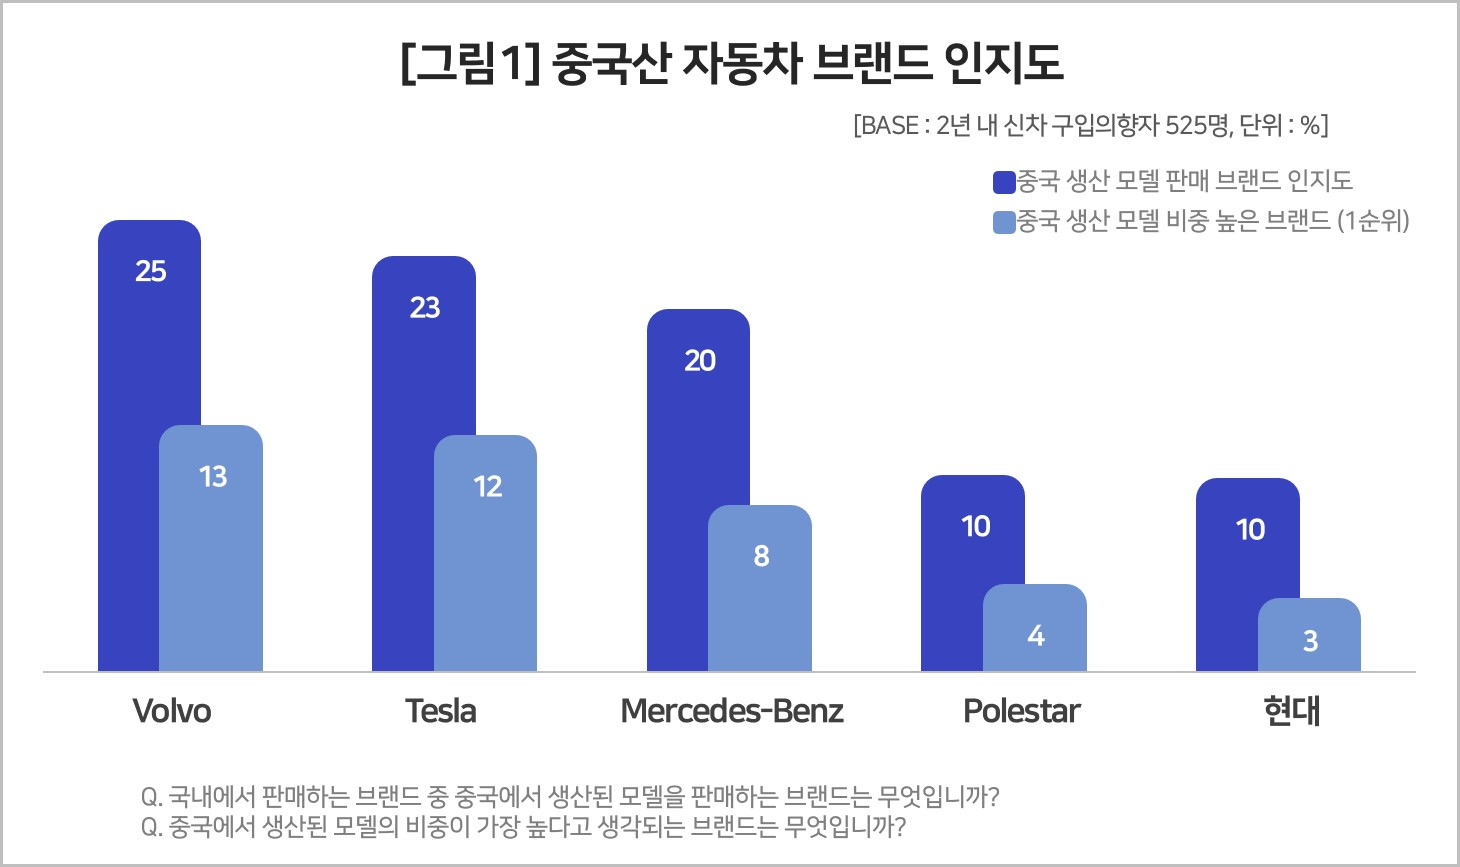 [그림1] 중국산 자동차 브랜드 인지도
[BASE : 2년 내 신차 구입의향자 525명, 단위 : %]
중국 생산 모델 판매 브랜드 인지도
중국 생산 모델 비중 높은 브랜드 (1순위)
25
13
23
12
20
8
10
4
10
3
Volvo
Tesla
Mercedes-Benz
Polestar
현대
Q. 국내에서 판매하는 브랜드 중 중국에서 생산된 모델을 판매하는 브랜드는 무엇입니까?
Q. 중국에서 생산된 모델의 비중이 가장 높다고 생각되는 브랜드는 무엇입니까?